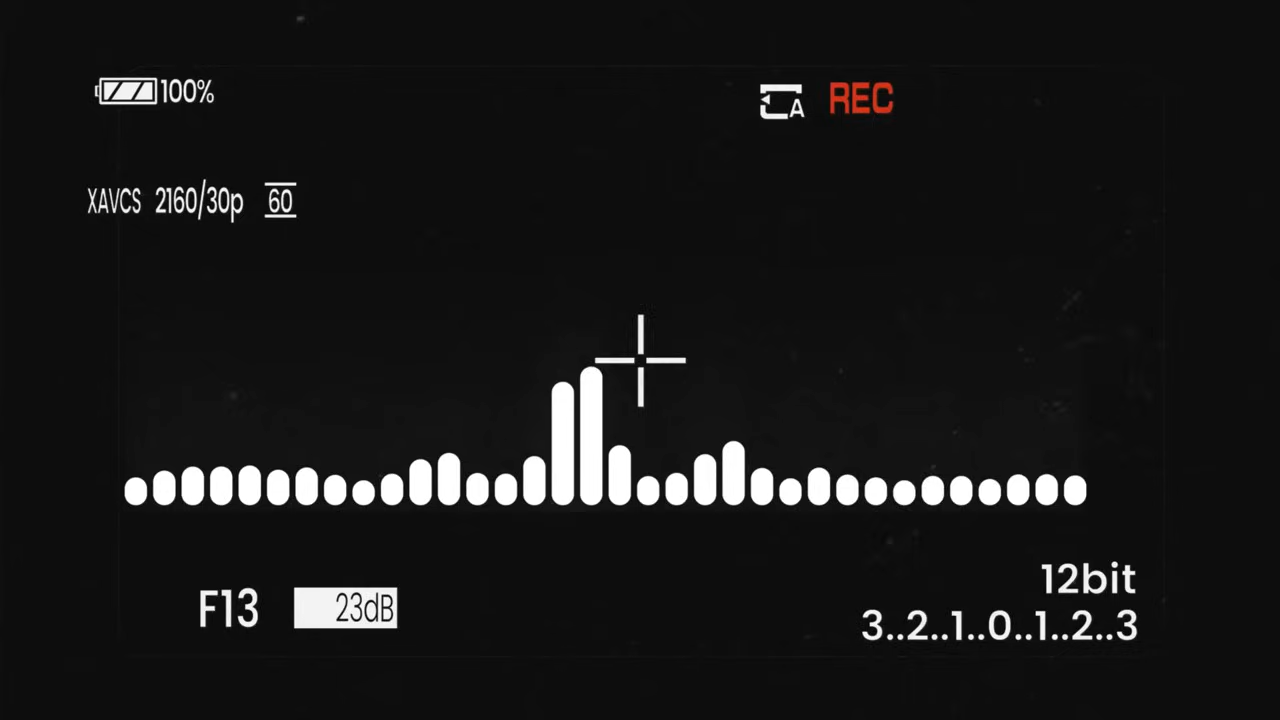 100%
A REC
XAVCS 2160/30p 60
F13 23dB
12bit
3..2..1..0..1..2..3